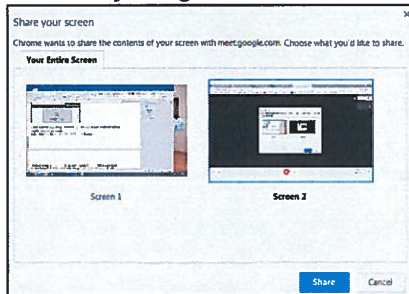 Share your screen
Chrome wants to share the contents of your screen with meet.google.com. Choose what you'd like to share.
Your Entire Screen
Screen 1
Screen 2
Share
Cancel